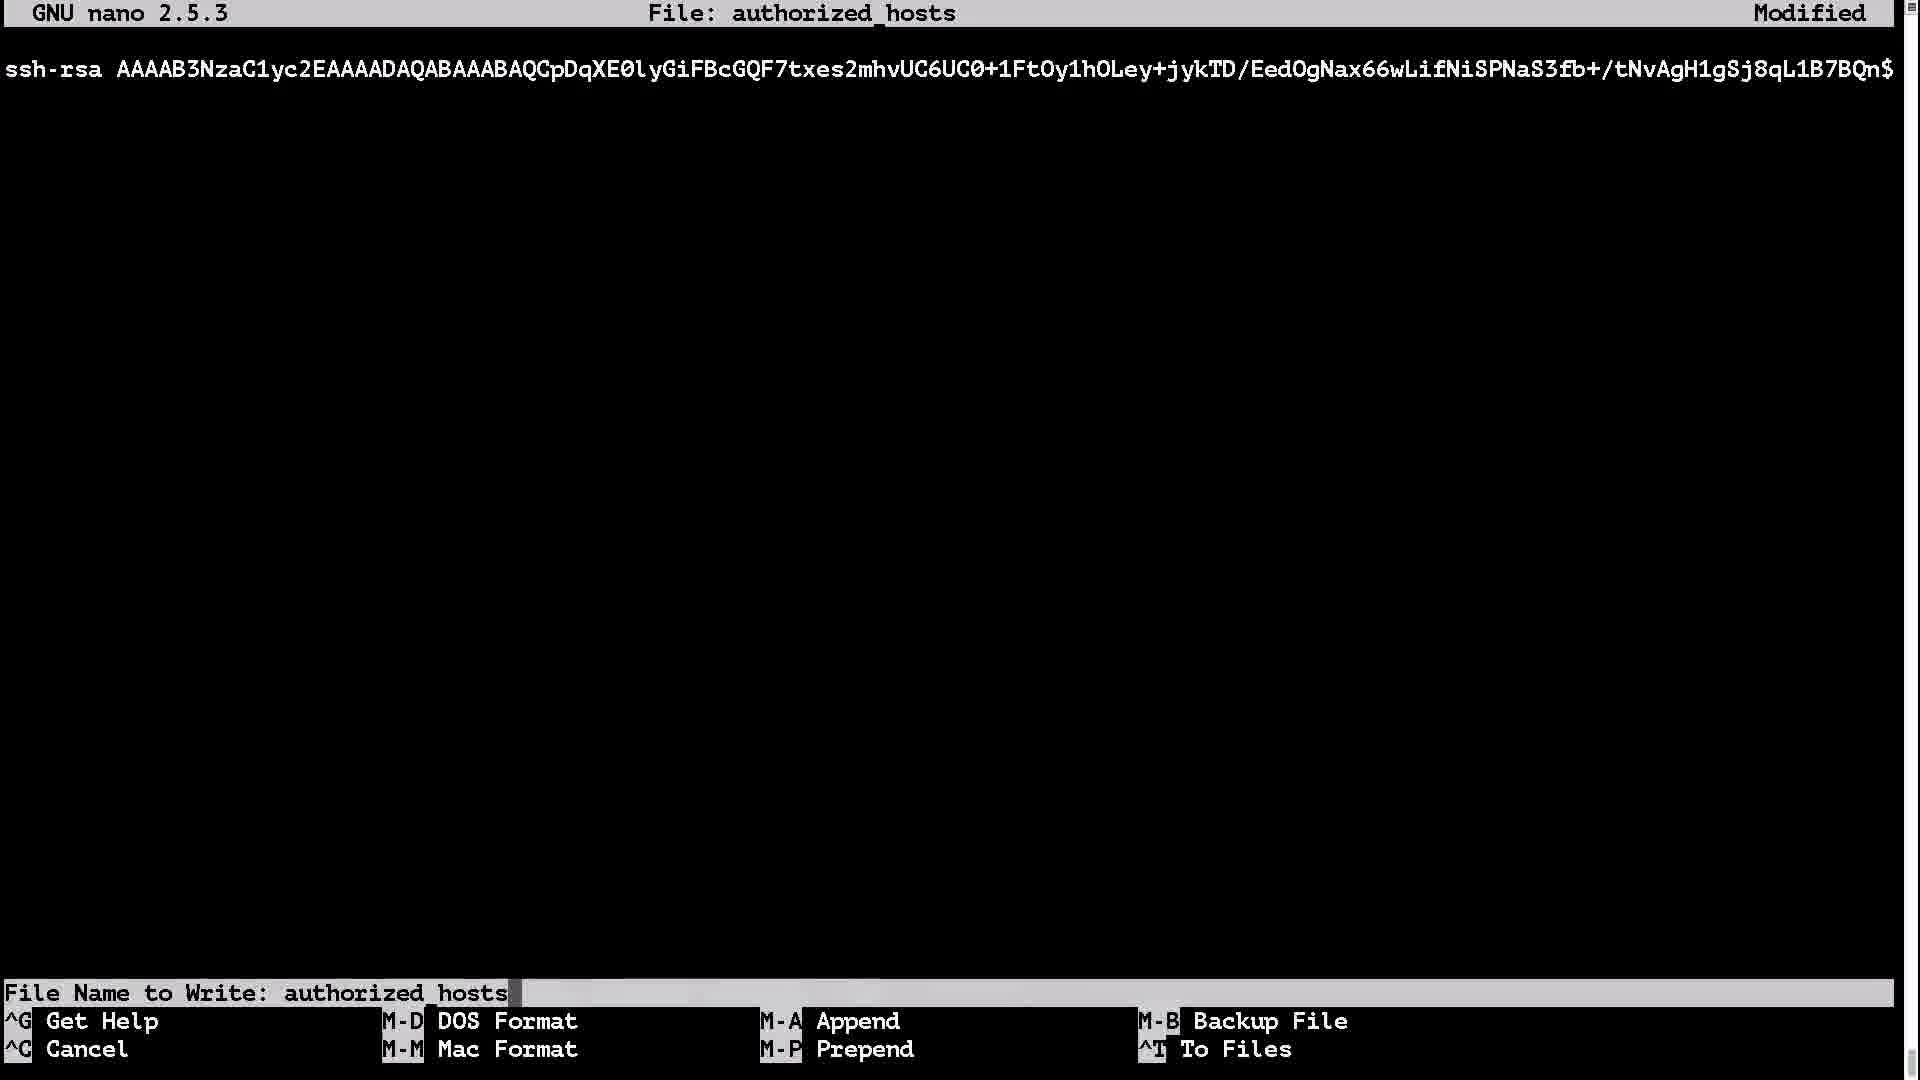 GNU nano 2.5.3 File: authorized_hosts Modified
ssh-rsa AAAAB3NzaC1yc2EAAAADAQABAAABAQCpDqXE0lyGiFBcGQF7txes2mhvUC6UC0+1FtOy1hOLey+jykTD/EedOgNax66wLifNiSPNaS3fb+/tNvAgH1gSj8qL1B7BQn$
File Name to Write: authorized_hosts
^G Get Help M-D DOS Format M-A Append M-B Backup File
^C Cancel M-M Mac Format M-P Prepend ^T To Files